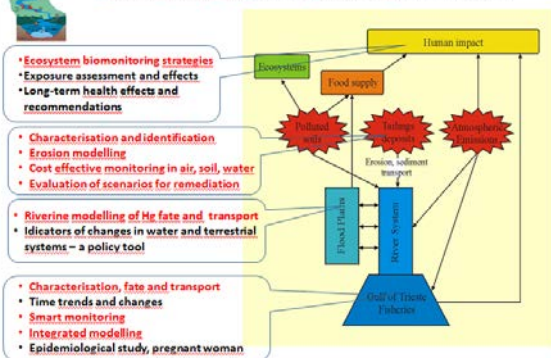 •Ecosystem biomonitoring strategies
•Exposure assessment and effects
•Long-term health effects and
recommendations
• Characterisation and identification
• Erosion modelling
• Cost effective monitoring in air, soil, water
• Evaluation of scenarios for remediation
• Riverine modelling of Hg fate and transport
• Idicators of changes in water and terrestrial
systems – a policy tool
• Characterisation, fate and transport
• Time trends and changes
• Smart monitoring
• Integrated modelling
• Epidemiological study, pregnant woman
Human impact
Ecosystems
Food supply
Polluted
soils
Tailings
deposits
Atmospheric
Emissions
Erosion, sediment
transport
Flood Plains
River System
Gulf of Trieste
Fisheries